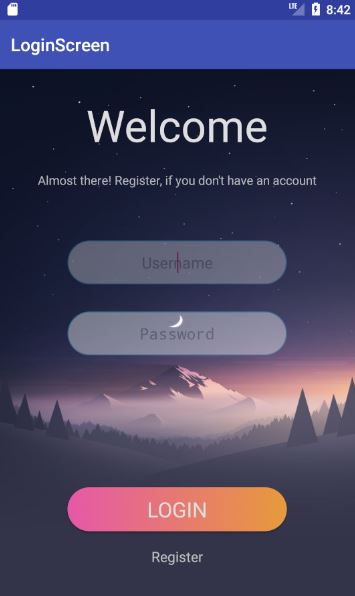 LTE 8:42
LoginScreen
Welcome
Almost there! Register, if you don't have an account
Username
Password
LOGIN
Register